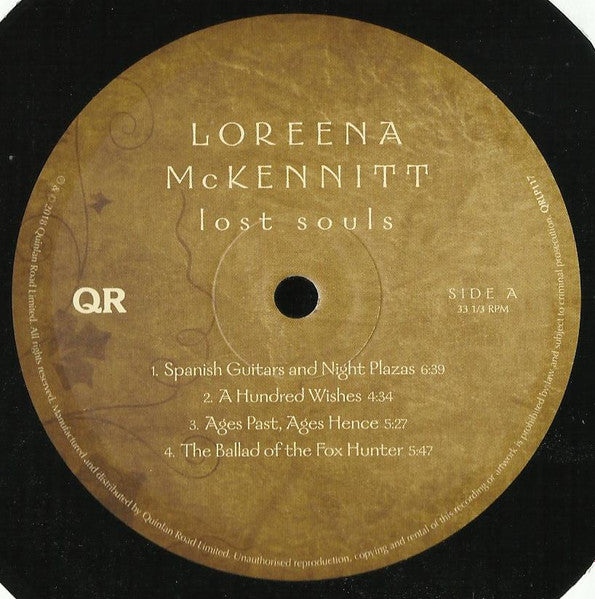 LOREENA
McKENNITT
lost souls
QR
SIDE A
33 1/3 RPM
1. Spanish Guitars and Night Plazas 6:39
2. A Hundred Wishes 4:34
3. Ages Past, Ages Hence 5:27
4. The Ballad of the Fox Hunter 5:47
℗ & © 2018 Quinlan Road Limited. All rights reserved. Manufactured and distributed by Quinlan Road Limited. Unauthorised reproduction, copying and rental of this recording or artwork is prohibited by law and subject to criminal prosecution. QRLP117